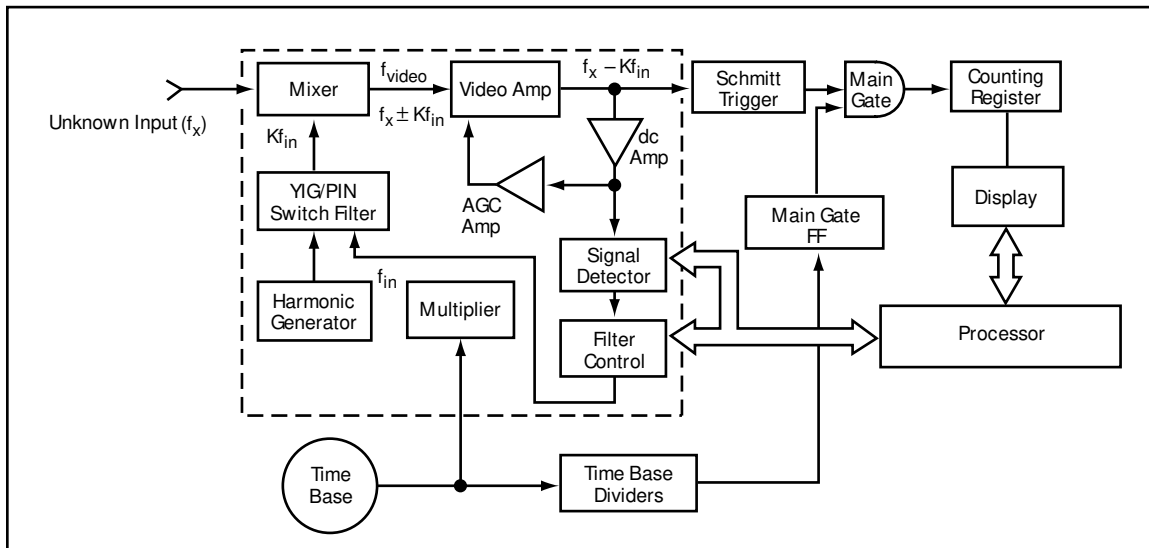 Unknown Input (fx)
Mixer
fvideo
fx ± Kfin
Video Amp
fx – Kfin
Schmitt
Trigger
Main
Gate
Counting
Register
Kfin
dc
Amp
YIG/PIN
Switch Filter
AGC
Amp
Main Gate
FF
Display
fin
Harmonic
Generator
Multiplier
Signal
Detector
Filter
Control
Processor
Time
Base
Time Base
Dividers